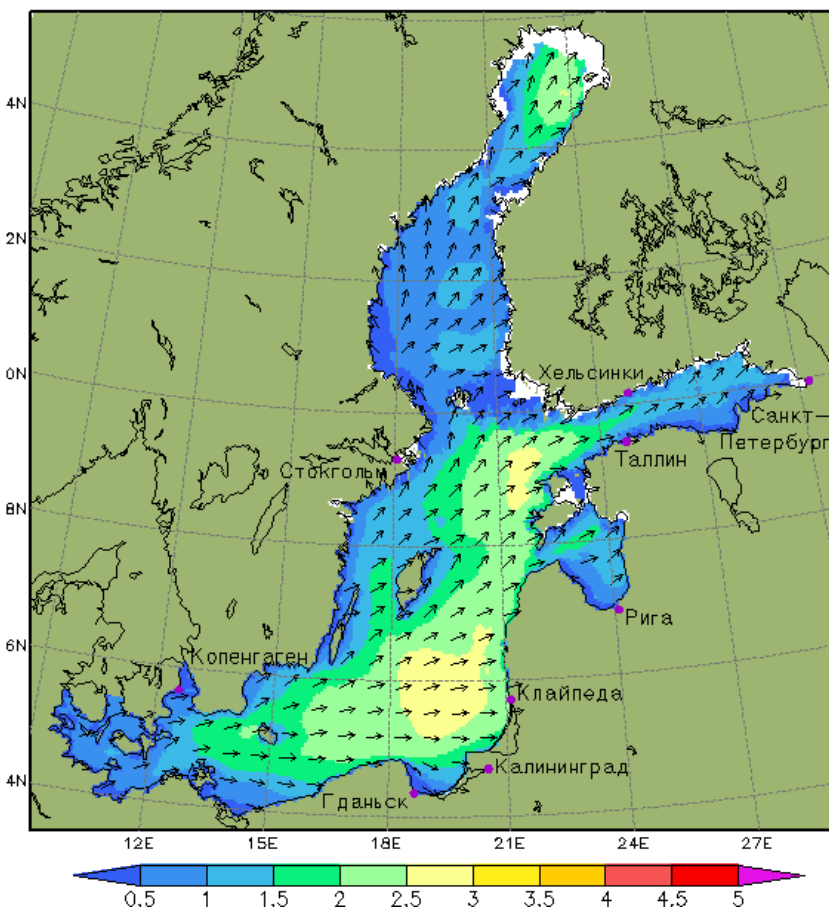 4N
2N
0N
Хельсинки
Санкт—
Петербург
Таллин
Стокгольм
8N
Рига
6N
Копенгаген
Клайпеда
Калининград
4N
Гданьск
12E 15E 18E 21E 24E 27E
0,5 1 1,5 2 2,5 3 3,5 4 4,5 5